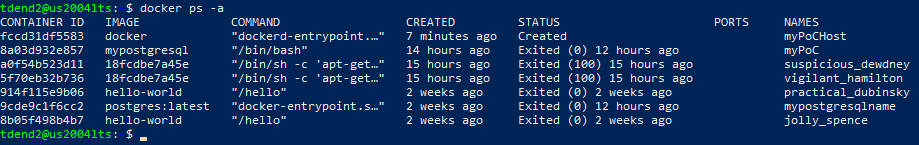 tdend2@us2004lts:~$ docker ps -a
CONTAINER ID   IMAGE             COMMAND                  CREATED         STATUS                      PORTS     NAMES
fccd31df5583   docker            "dockerd-entrypoint.…"   7 minutes ago   Created                               myPoCHost
8a03d932e857   mypostgresql      "/bin/bash"              14 hours ago    Exited (0) 12 hours ago               myPoC
a0f54b523d11   18fcdbe7a45e      "/bin/sh -c 'apt-get…"   15 hours ago    Exited (100) 15 hours ago             suspicious_dewdney
5f70eb32b736   18fcdbe7a45e      "/bin/sh -c 'apt-get…"   15 hours ago    Exited (100) 15 hours ago             vigilant_hamilton
914f115e9b06   hello-world       "/hello"                 2 weeks ago     Exited (0) 2 weeks ago                practical_dubinsky
9cde9c1f6cc2   postgres:latest   "docker-entrypoint.s…"   2 weeks ago     Exited (0) 12 hours ago               mypostgresqlname
8b05f498b4b7   hello-world       "/hello"                 2 weeks ago     Exited (0) 2 weeks ago                jolly_spence
tdend2@us2004lts:~$